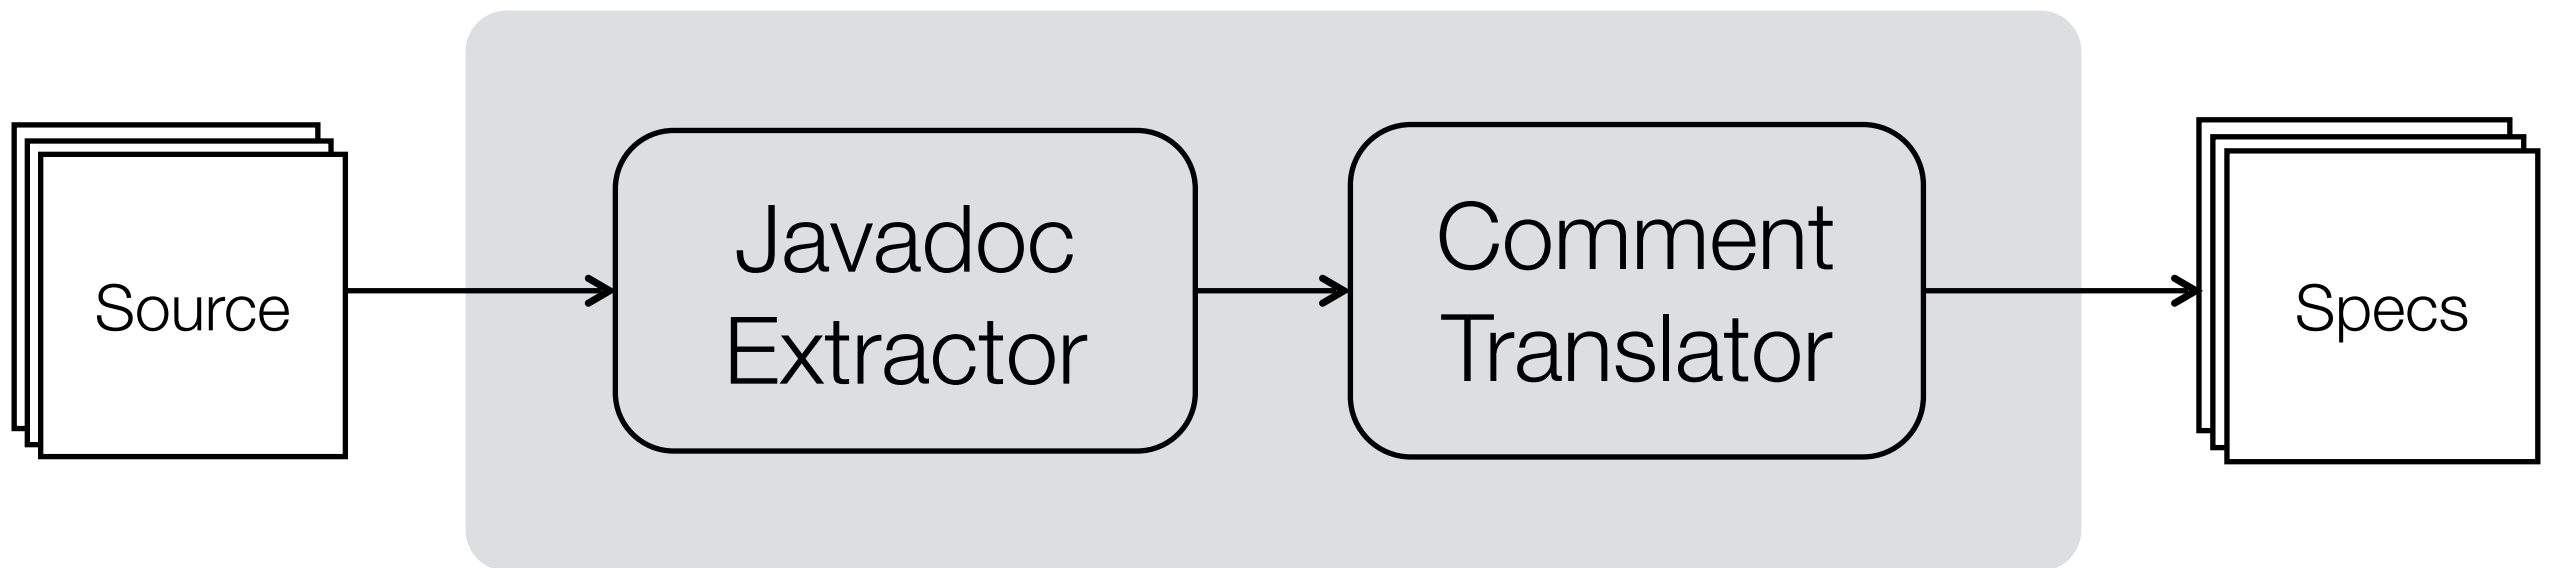 Source
Javadoc
Extractor
Comment
Translator
Specs